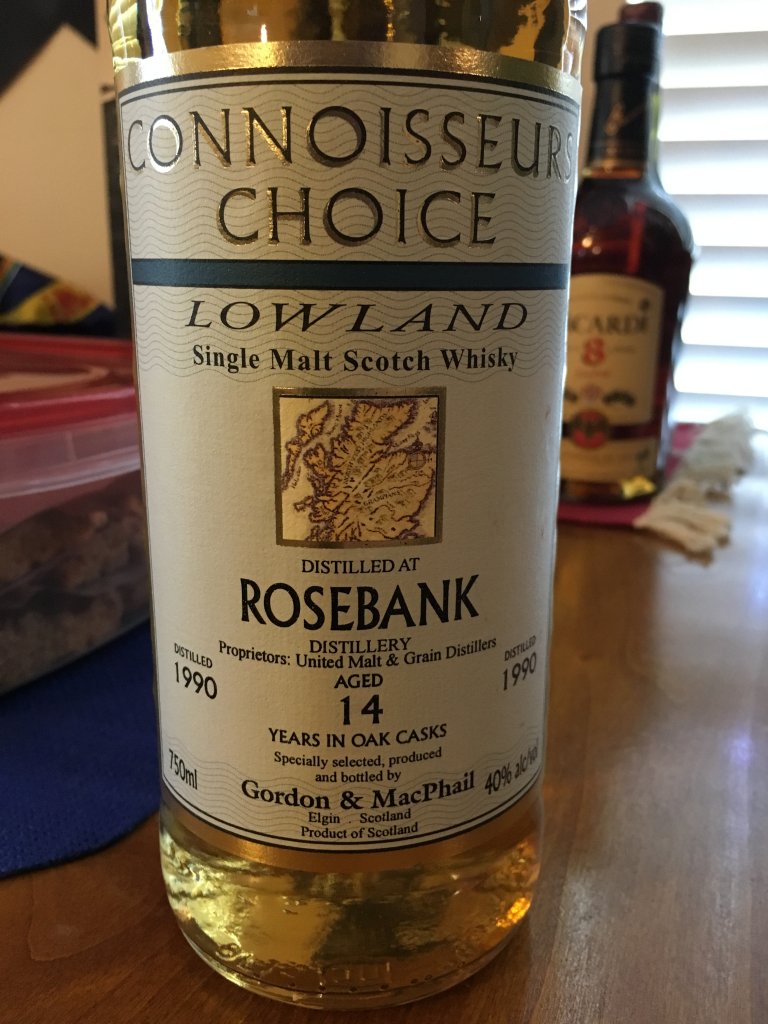 CONNOISSEURS
CHOICE
LOWLAND
Single Malt Scotch Whisky
GRAMPIANS
DISTILLED AT
ROSEBANK
DISTILLERY
Proprietors: United Malt & Grain Distillers
DISTILLED
1990
DISTILLED
1990
AGED
14
YEARS IN OAK CASKS
Specially selected, produced
and bottled by
Gordon & MacPhail
750ml
40% alc/vol
Elgin . Scotland
Product of Scotland
CARDI
8